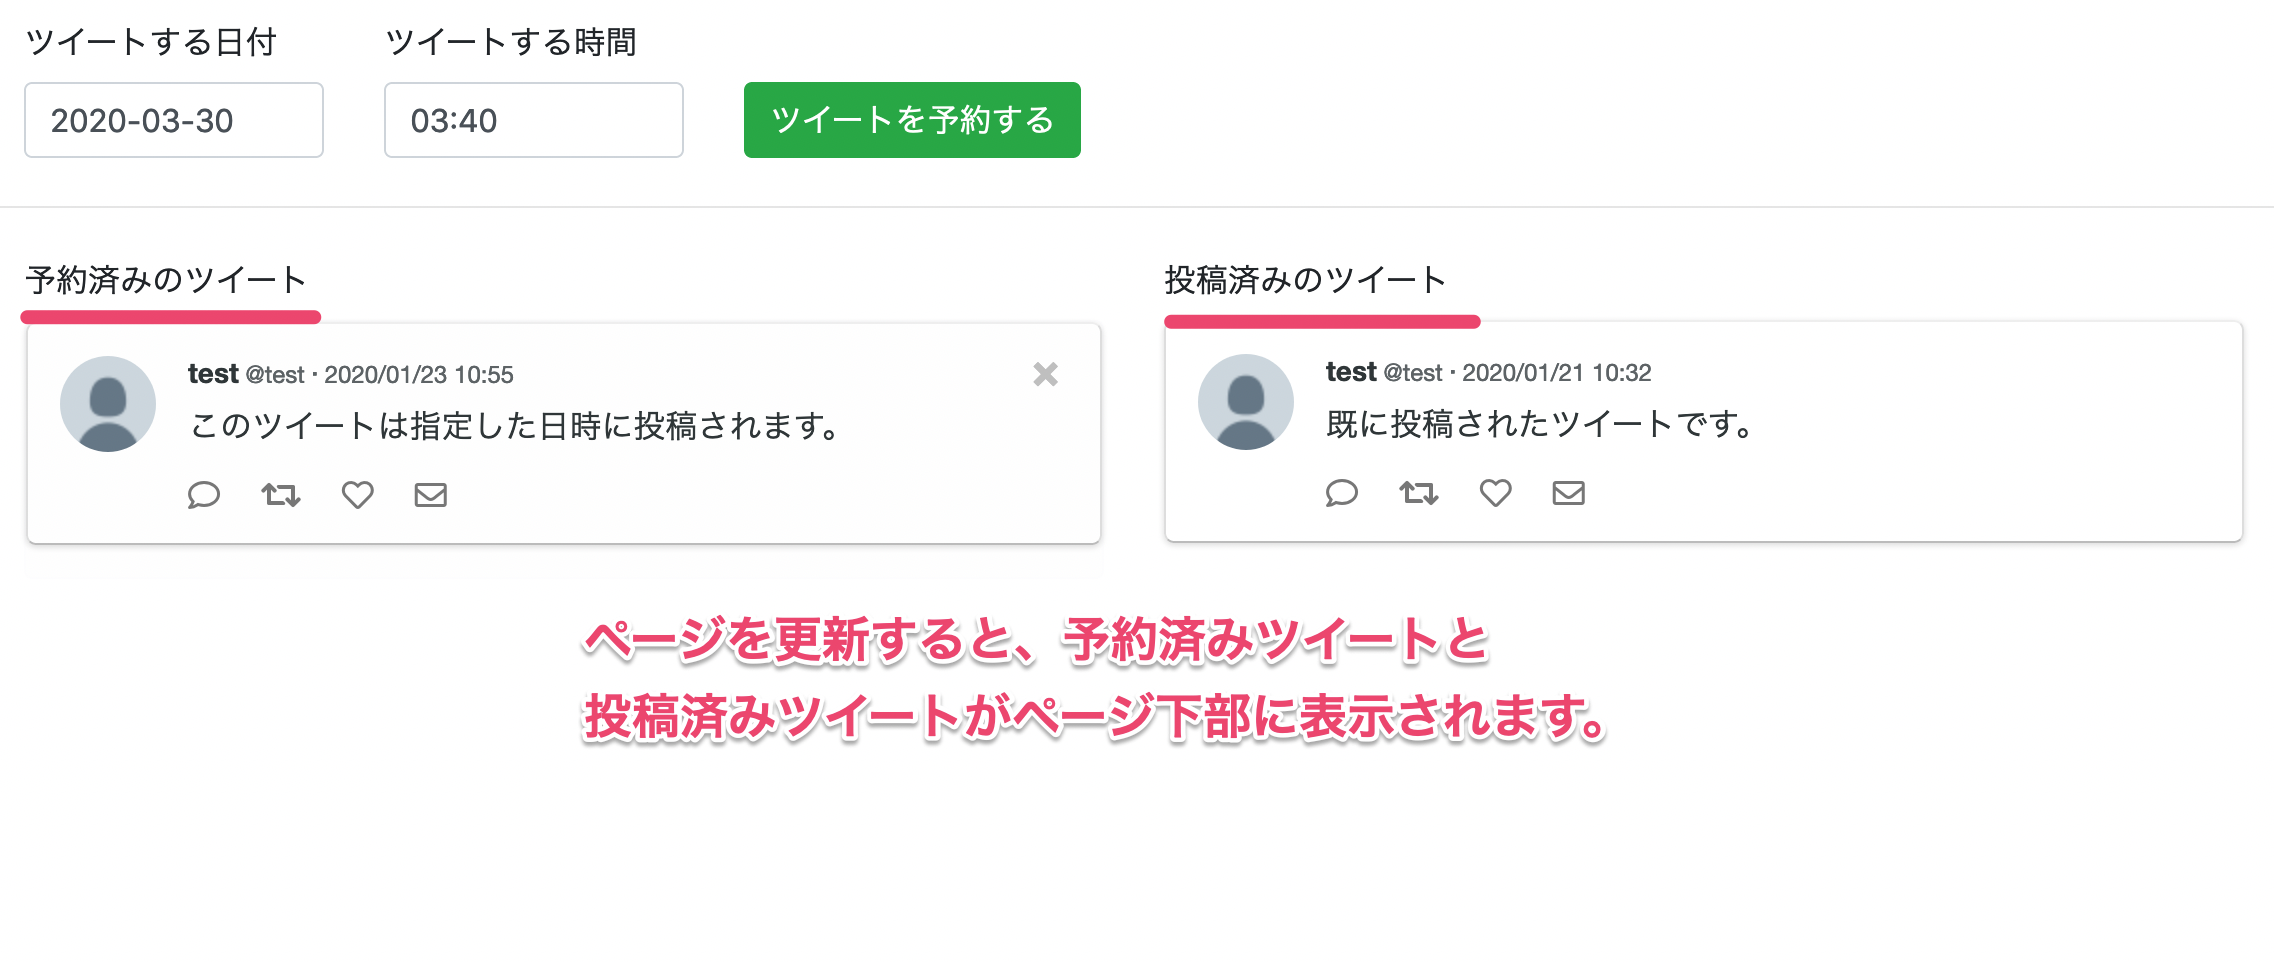 ツイートする日付
ツイートする時間
2020-03-30
03:40
ツイートを予約する
予約済みのツイート
test @test · 2020/01/23 10:55
このツイートは指定した日時に投稿されます。
投稿済みのツイート
test @test · 2020/01/21 10:32
既に投稿されたツイートです。
ページを更新すると、予約済みツイートと
投稿済みツイートがページ下部に表示されます。